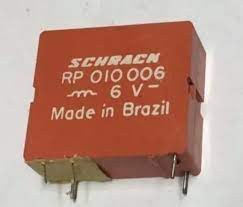 SCHRACK
RP 010 006
6 V⎓
Made in Brazil